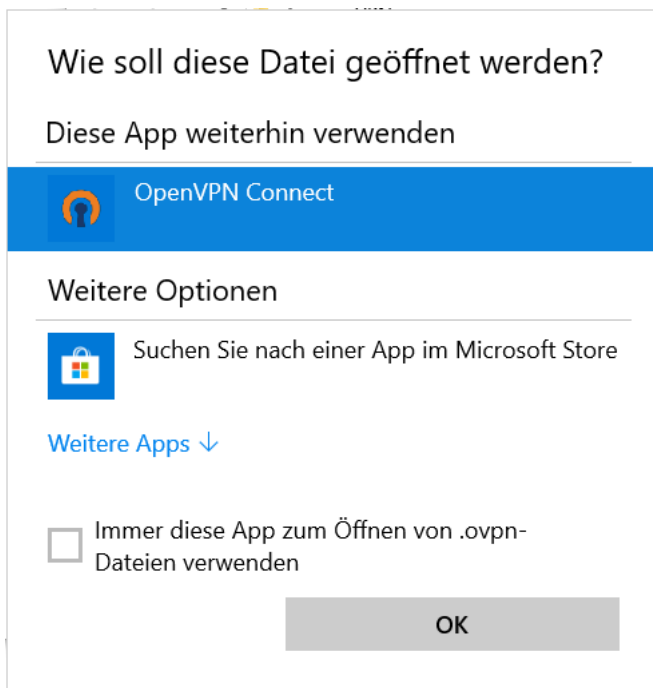 Wie soll diese Datei geöffnet werden?
Diese App weiterhin verwenden
OpenVPN Connect
Weitere Optionen
Suchen Sie nach einer App im Microsoft Store
Weitere Apps ↓
Immer diese App zum Öffnen von .ovpn-
Dateien verwenden
OK